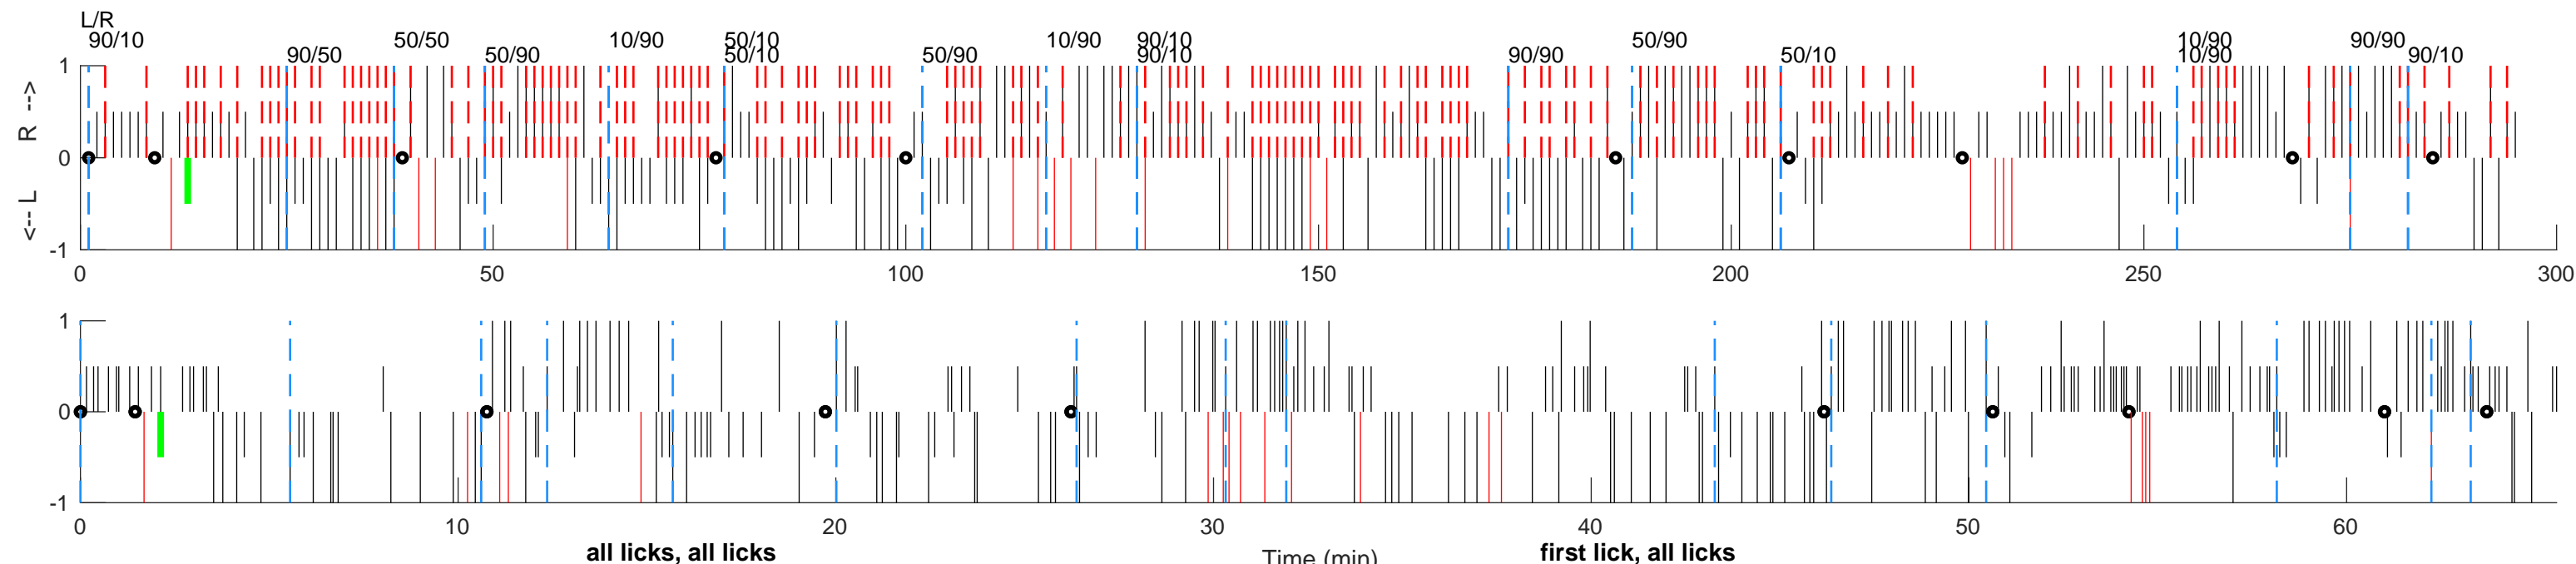 L/R
90/10 50/50 10/90 50/10 10/90 90/10 50/90 10/90 90/90
90/50 50/90 50/10 50/90 90/10 90/90 50/10 10/90 90/10
1
0
-1
<--- L R -->
0 50 100 150 200 250 300
1
0
-1
0 10 20 30 40 50 60
all licks, all licks Time (min) first lick, all licks